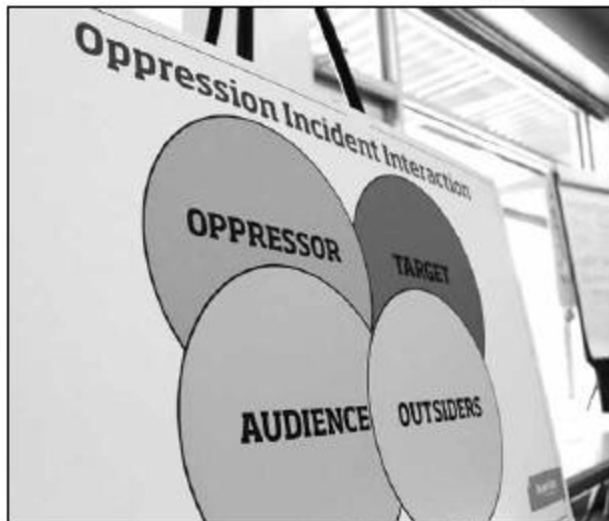 Oppression Incident Interaction
OPPRESSOR
TARGET
AUDIENCE
OUTSIDERS